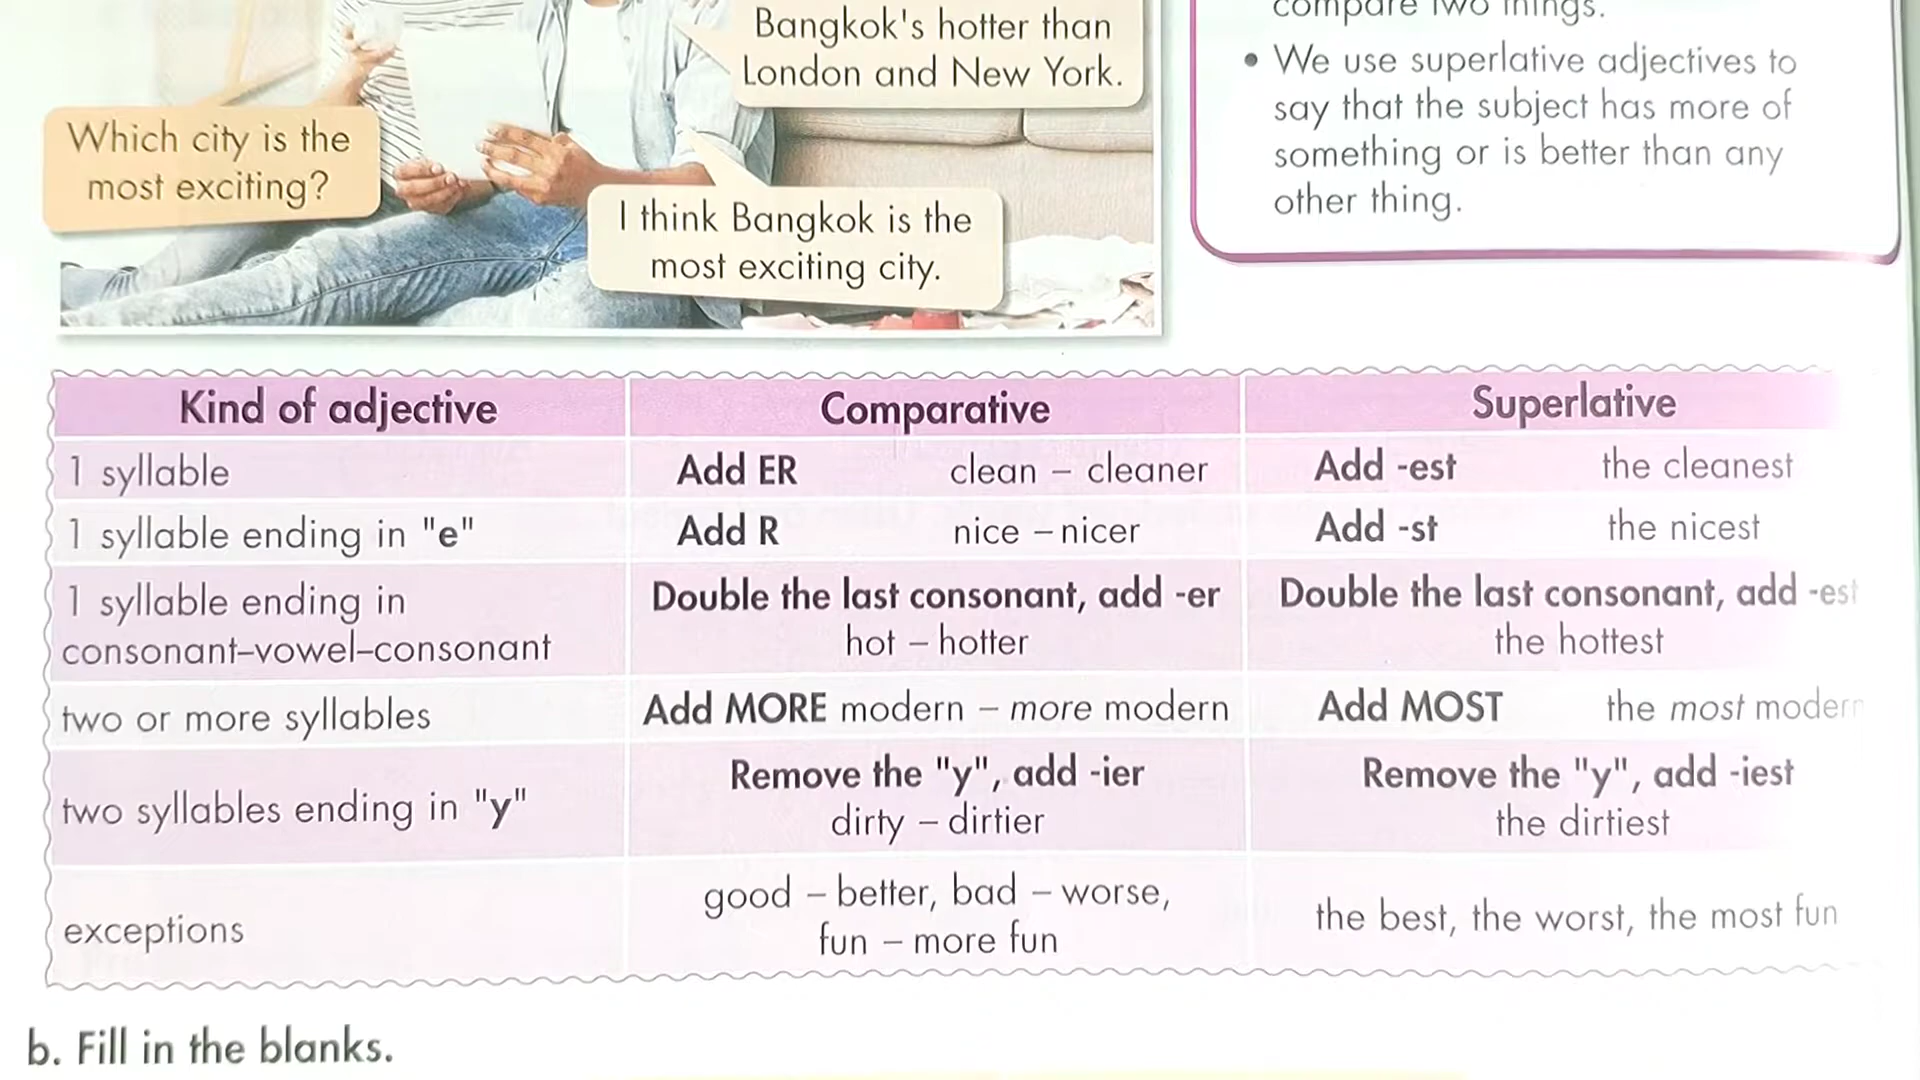 Bangkok's hotter than
London and New York.
Which city is the
most exciting?
I think Bangkok is the
most exciting city.
compare two things.
• We use superlative adjectives to
say that the subject has more of
something or is better than any
other thing.
Kind of adjective Comparative Superlative
1 syllable Add ER clean – cleaner Add -est the cleanest
1 syllable ending in "e" Add R nice – nicer Add -st the nicest
1 syllable ending in
consonant–vowel–consonant
Double the last consonant, add -er
hot – hotter
Double the last consonant, add -est
the hottest
two or more syllables Add MORE modern – more modern Add MOST the most modern
two syllables ending in "y"
Remove the "y", add -ier
dirty – dirtier
Remove the "y", add -iest
the dirtiest
exceptions
good – better, bad – worse,
fun – more fun
the best, the worst, the most fun
b. Fill in the blanks.